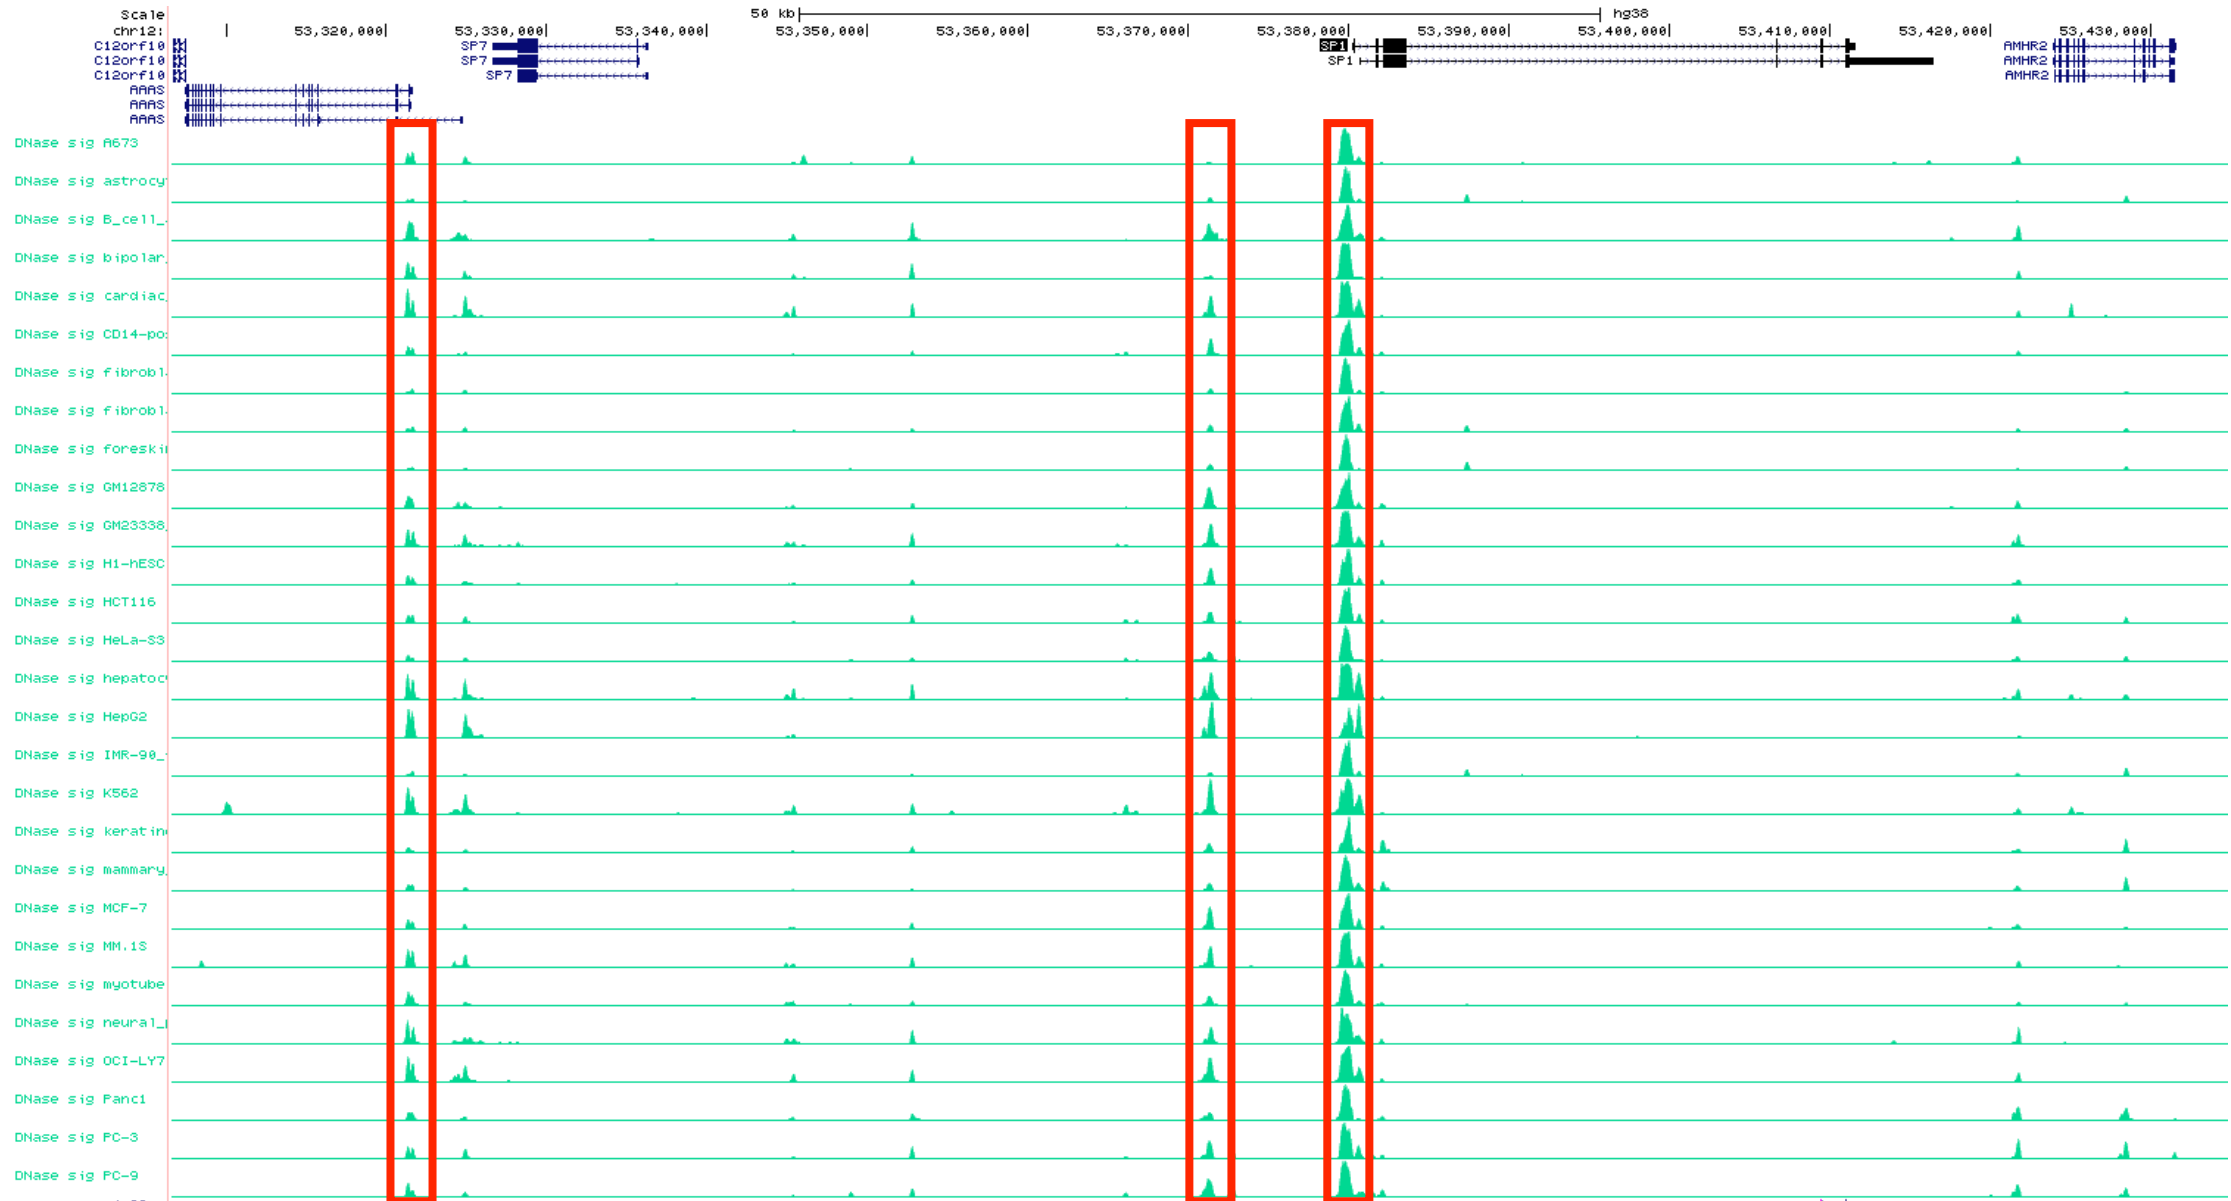 Scale 50 kb hg38
chr12: 53,320,000 53,330,000 53,340,000 53,350,000 53,360,000 53,370,000 53,380,000 53,390,000 53,400,000 53,410,000 53,420,000 53,430,000
C12orf10 SP7 SP1 AMHR2
C12orf10 SP7 SP1 AMHR2
C12orf10 SP7 AMHR2
AAAS
AAAS
AAAS
DNase sig A673
DNase sig astrocy
DNase sig B_cell_
DNase sig bipolar_
DNase sig cardiac_
DNase sig CD14-po
DNase sig fibrobl
DNase sig fibrobl
DNase sig foreski
DNase sig GM12878
DNase sig GM23338_
DNase sig H1-hESC
DNase sig HCT116
DNase sig HeLa-S3
DNase sig hepatoc
DNase sig HepG2
DNase sig IMR-90_
DNase sig K562
DNase sig keratin
DNase sig mammary_
DNase sig MCF-7
DNase sig MM.1S
DNase sig myotube
DNase sig neural_
DNase sig OCI-LY7
DNase sig Panc1
DNase sig PC-3
DNase sig PC-9